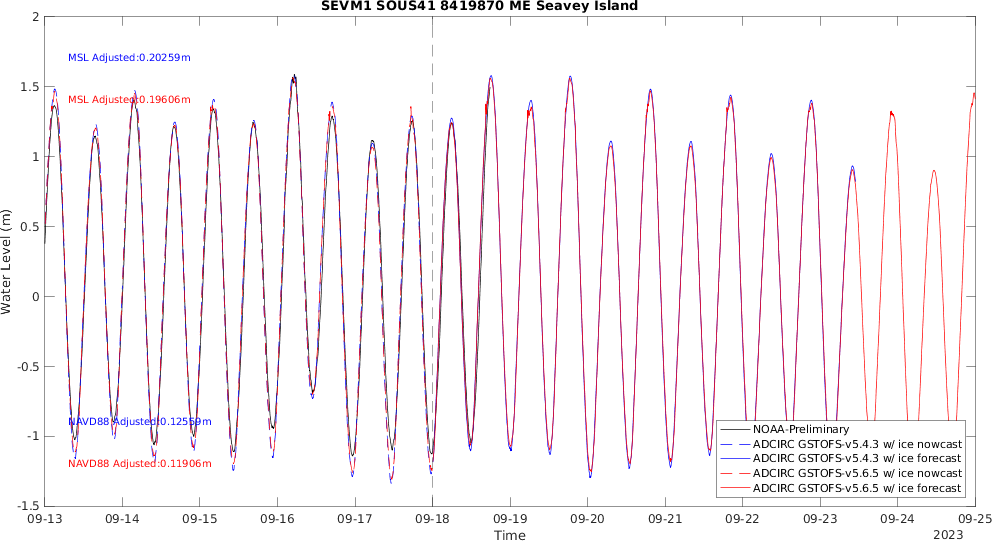 SEVM1 SOUS41 8419870 ME Seavey Island
2
1.5
1
0.5
0
-0.5
-1
-1.5
Water Level (m)
MSL Adjusted:0.20259m
MSL Adjusted:0.19606m
NAVD88 Adjusted:0.12559m
NAVD88 Adjusted:0.11906m
NOAA-Preliminary
ADCIRC GSTOFS-v5.4.3 w/ ice nowcast
ADCIRC GSTOFS-v5.4.3 w/ ice forecast
ADCIRC GSTOFS-v5.6.5 w/ ice nowcast
ADCIRC GSTOFS-v5.6.5 w/ ice forecast
09-13 09-14 09-15 09-16 09-17 09-18 09-19 09-20 09-21 09-22 09-23 09-24 09-25
Time
2023